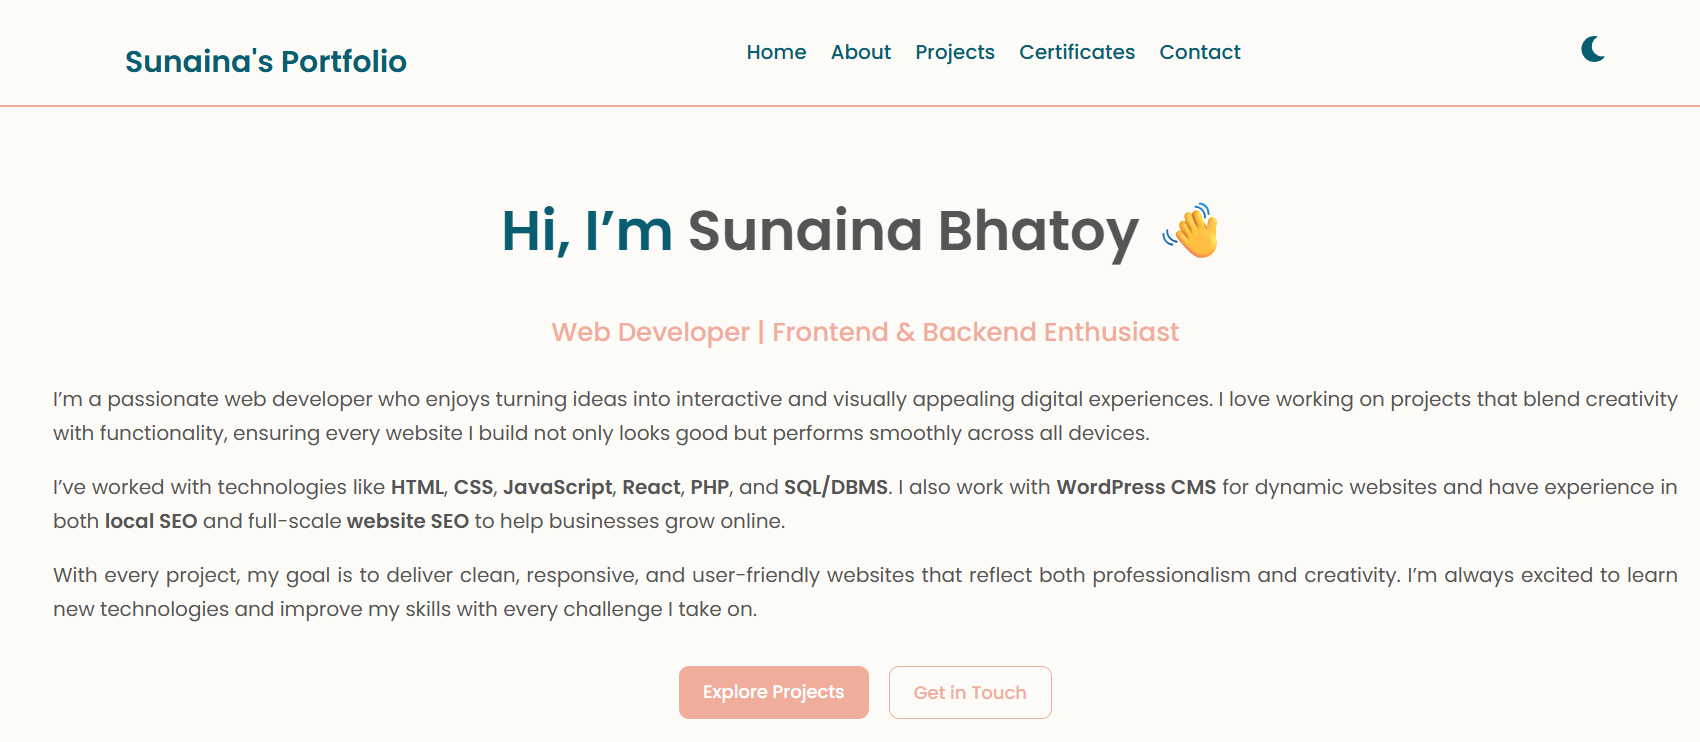 Sunaina's Portfolio
Home About Projects Certificates Contact
Hi, I’m Sunaina Bhatoy 👋
Web Developer | Frontend & Backend Enthusiast
I’m a passionate web developer who enjoys turning ideas into interactive and visually appealing digital experiences. I love working on projects that blend creativity
with functionality, ensuring every website I build not only looks good but performs smoothly across all devices.
I’ve worked with technologies like HTML, CSS, JavaScript, React, PHP, and SQL/DBMS. I also work with WordPress CMS for dynamic websites and have experience in
both local SEO and full-scale website SEO to help businesses grow online.
With every project, my goal is to deliver clean, responsive, and user-friendly websites that reflect both professionalism and creativity. I’m always excited to learn
new technologies and improve my skills with every challenge I take on.
Explore Projects Get in Touch